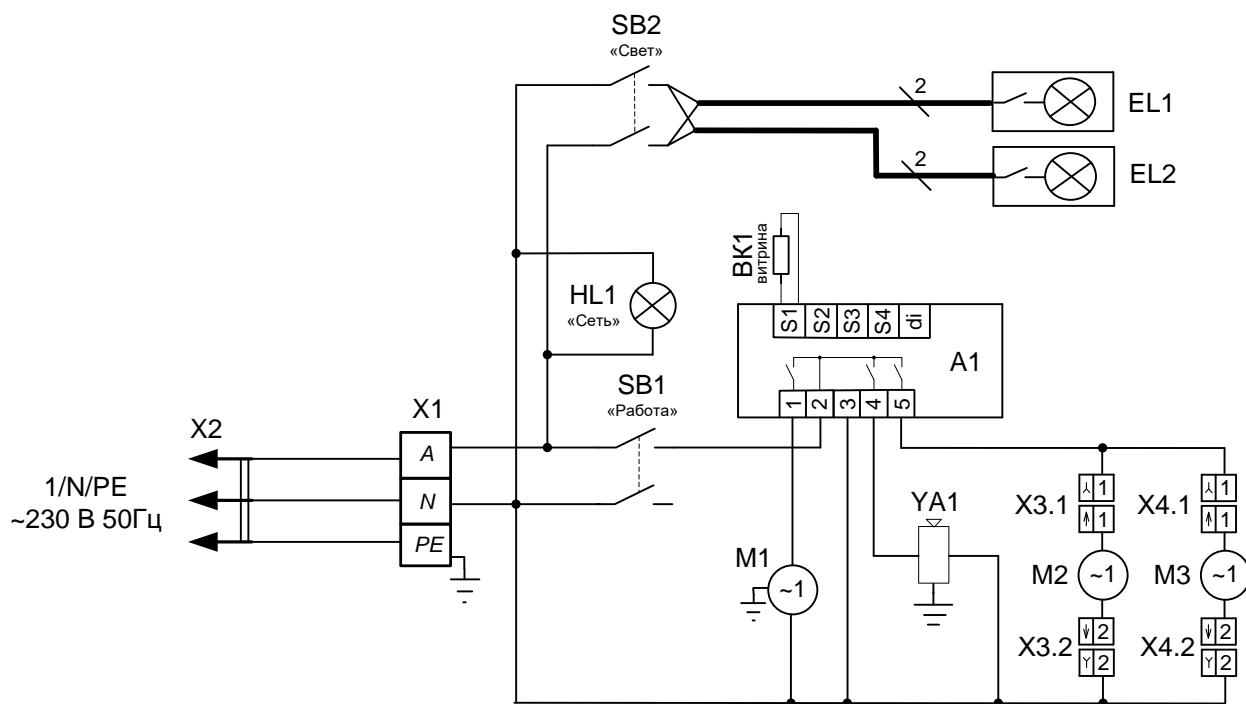 SB2
«Свет»
2
EL1
2
EL2
ВК1
витрина
HL1
«Сеть»
S1 S2 S3 S4 di
A1
SB1
«Работа»
1 2 3 4 5
X1
X2
A
1/N/PE
~230 В 50Гц
N
PE
YA1
X3.1
1
1
X4.1
1
1
M1
~1
M2
~1
M3
~1
X3.2
2
2
X4.2
2
2